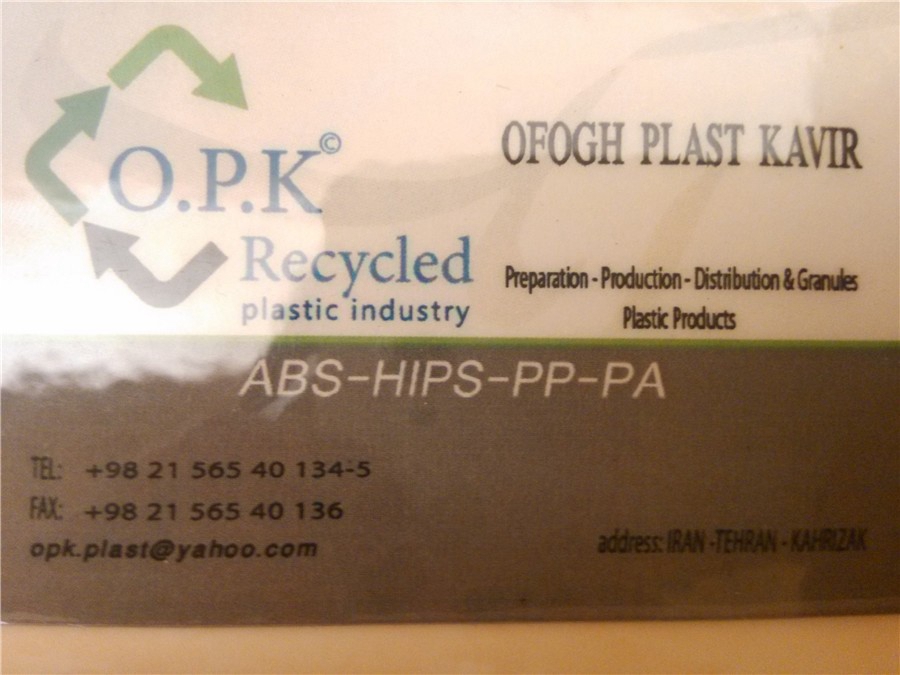 O.P.K©
Recycled
plastic industry
OFOGH PLAST KAVIR
Preparation - Production - Distribution & Granules
Plastic Products
ABS-HIPS-PP-PA
TEL: +98 21 565 40 134-5
FAX: +98 21 565 40 136
opk.plast@yahoo.com
address: IRAN -TEHRAN - KAHRIZAK